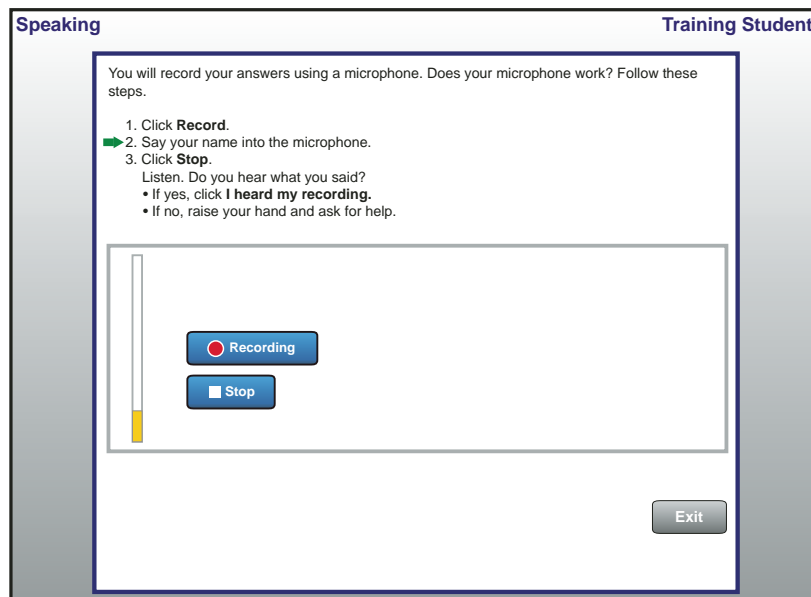 Speaking
Training Student
You will record your answers using a microphone. Does your microphone work? Follow these
steps.
1. Click Record.
2. Say your name into the microphone.
3. Click Stop.
Listen. Do you hear what you said?
• If yes, click I heard my recording.
• If no, raise your hand and ask for help.
Recording
Stop
Exit